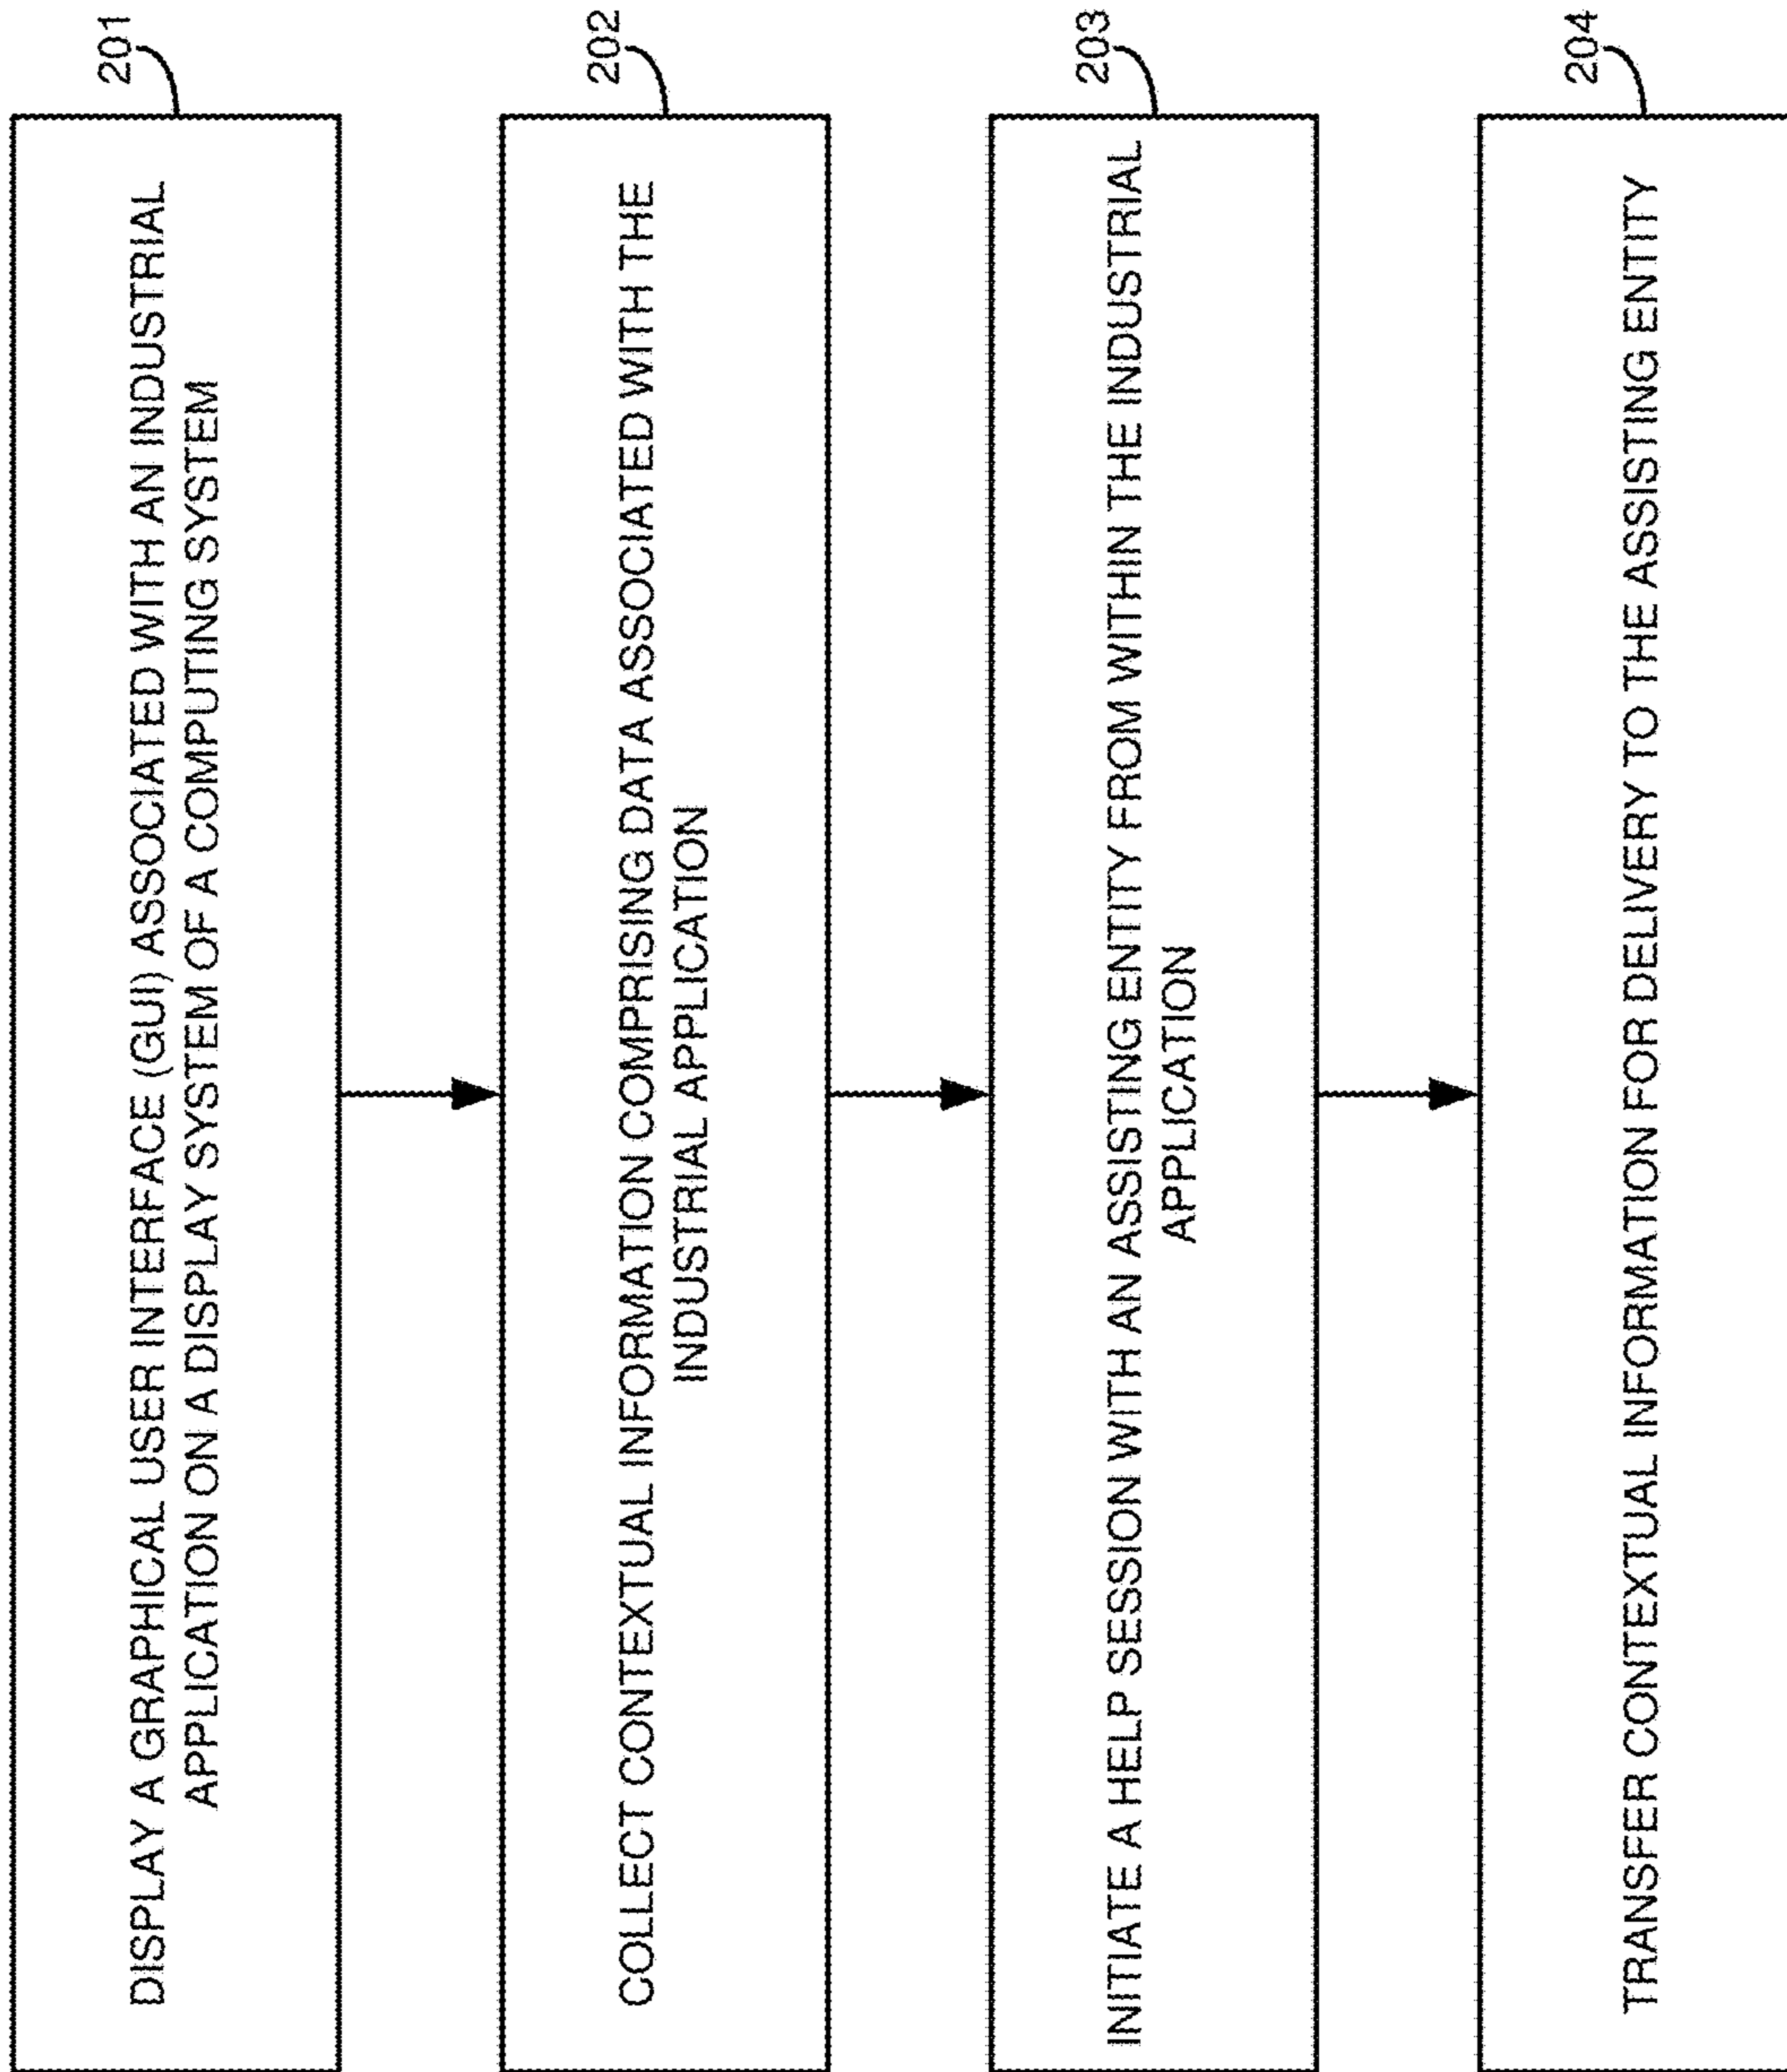 201
DISPLAY A GRAPHICAL USER INTERFACE (GUI) ASSOCIATED WITH AN INDUSTRIAL
APPLICATION ON A DISPLAY SYSTEM OF A COMPUTING SYSTEM
202
COLLECT CONTEXTUAL INFORMATION COMPRISING DATA ASSOCIATED WITH THE
INDUSTRIAL APPLICATION
203
INITIATE A HELP SESSION WITH AN ASSISTING ENTITY FROM WITHIN THE INDUSTRIAL
APPLICATION
204
TRANSFER CONTEXTUAL INFORMATION FOR DELIVERY TO THE ASSISTING ENTITY